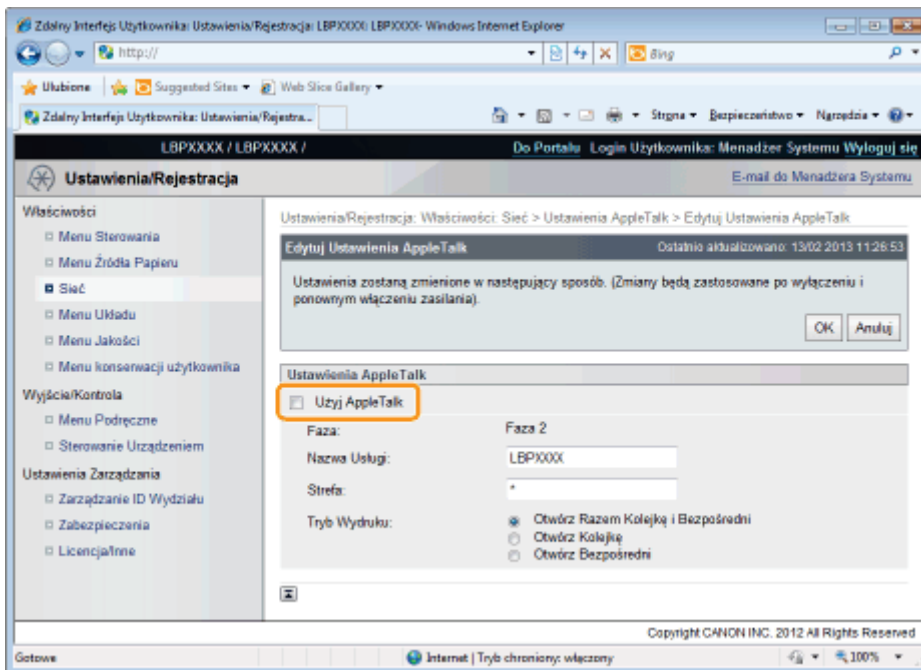 Zdalny Interfejs Użytkownika: Ustawienia/Rejestracja: LBPXXXX: LBPXXXX- Windows Internet Explorer
http://
Bing
Ulubione Suggested Sites Web Slice Gallery
Zdalny Interfejs Użytkownika: Ustawienia/Rejestra... Strona Bezpieczeństwo Narzędzia
LBPXXXX / LBPXXXX / Do Portalu Login Użytkownika: Menadżer Systemu Wyloguj się
Ustawienia/Rejestracja E-mail do Menadżera Systemu
Właściwości
Menu Sterowania
Menu Źródła Papieru
Sieć
Menu Układu
Menu Jakości
Menu konserwacji użytkownika
Wyjście/Kontrola
Menu Podręczne
Sterowanie Urządzeniem
Ustawienia Zarządzania
Zarządzanie ID Wydziału
Zabezpieczenia
Licencja/Inne
Ustawienia/Rejestracja: Właściwości: Sieć > Ustawienia AppleTalk > Edytuj Ustawienia AppleTalk
Edytuj Ustawienia AppleTalk Ostatnio aktualizowano: 13/02 2013 11:26:53
Ustawienia zostaną zmienione w następujący sposób. (Zmiany będą zastosowane po wyłączeniu i
ponownym włączeniu zasilania).
OK Anuluj
Ustawienia AppleTalk
Użyj AppleTalk
Faza: Faza 2
Nazwa Usługi: LBPXXXX
Strefa: *
Tryb Wydruku: Otwórz Razem Kolejkę i Bezpośredni
Otwórz Kolejkę
Otwórz Bezpośredni
Copyright CANON INC. 2012 All Rights Reserved
Gotowe Internet | Tryb chroniony: włączony 100%